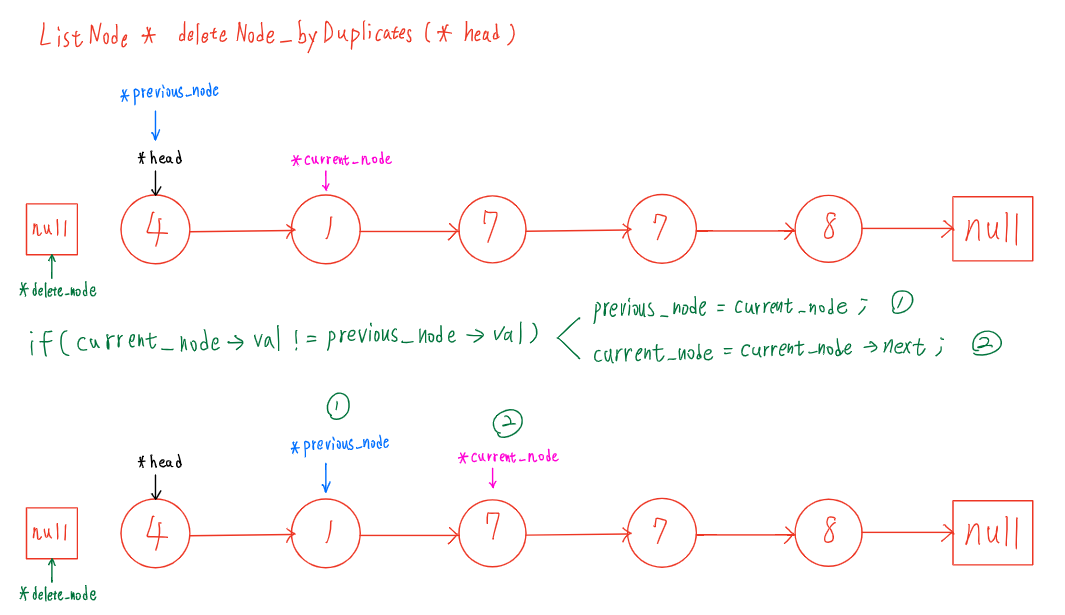 ListNode * deleteNode_byDuplicates (* head)
*previous_node
*head
*current_node
null 4 1 7 7 8 null
*delete_node
if (current_node → val != previous_node → val)
previous_node = current_node ; ①
current_node = current_node → next ; ②
① ②
*previous_node
*current_node
*head
null 4 1 7 7 8 null
*delete_node